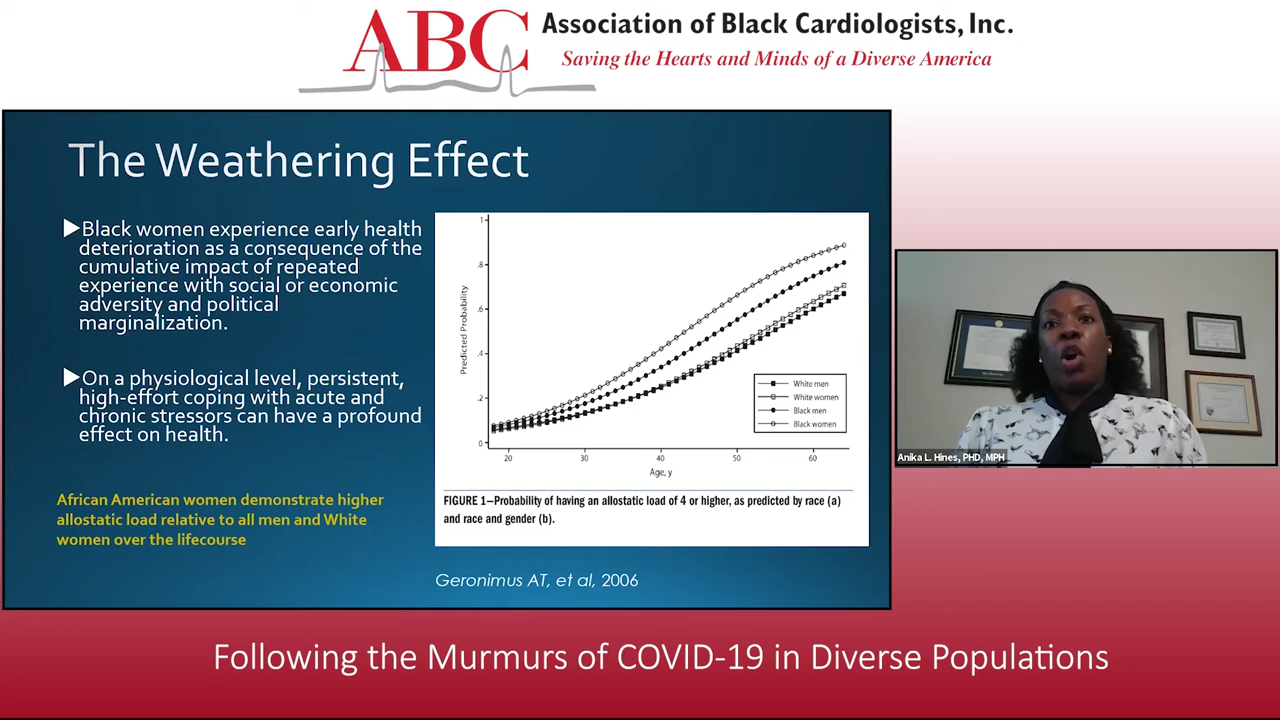 ABC
Association of Black Cardiologists, Inc.
Saving the Hearts and Minds of a Diverse America
The Weathering Effect
Black women experience early health
deterioration as a consequence of the
cumulative impact of repeated
experience with social or economic
adversity and political
marginalization.
On a physiological level, persistent,
high-effort coping with acute and
chronic stressors can have a profound
effect on health.
African American women demonstrate higher
allostatic load relative to all men and White
women over the lifecourse
1
.8
.6
.4
.2
0
Predicted Probability
20
30
40
50
60
Age, y
White men
White women
Black men
Black women
FIGURE 1—Probability of having an allostatic load of 4 or higher, as predicted by race (a)
and race and gender (b).
Geronimus AT, et al, 2006
Anika L. Hines, PHD, MPH
Following the Murmurs of COVID-19 in Diverse Populations